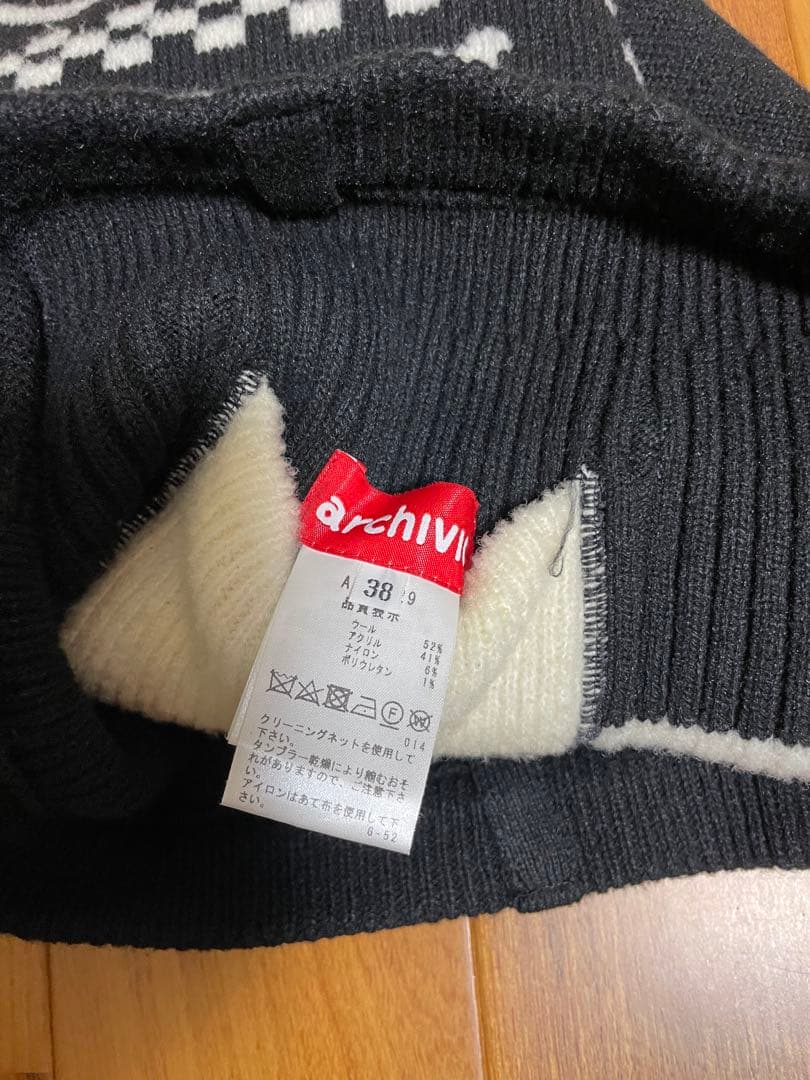 archivi
A 38 29
品質表示
ウール 52%
アクリル 41%
ナイロン 6%
ポリウレタン 1%
014
クリーニングネットを使用して
下さい。
タンブラー乾燥により縮むおそ
れがありますので、ご注意下さ
い。
アイロンはあて布を使用して下
さい。
G-52